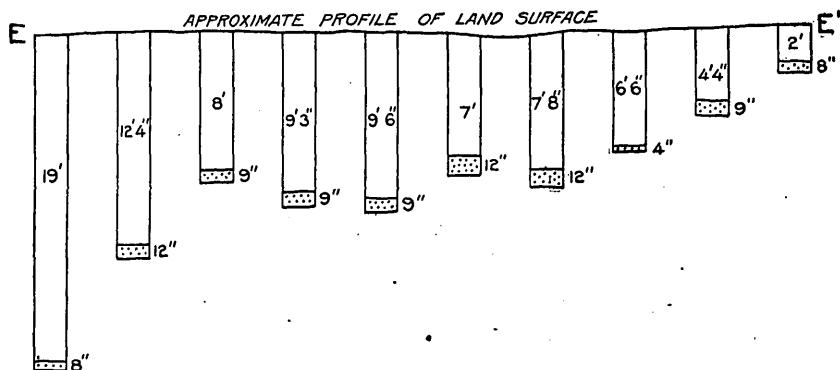 APPROXIMATE PROFILE OF LAND SURFACE
E E'
19' 12'4" 8' 9'3" 9'6" 7' 7'8" 6'6" 4'4" 2'
8" 12" 9" 9" 9" 12" 12" 4" 9" 8"